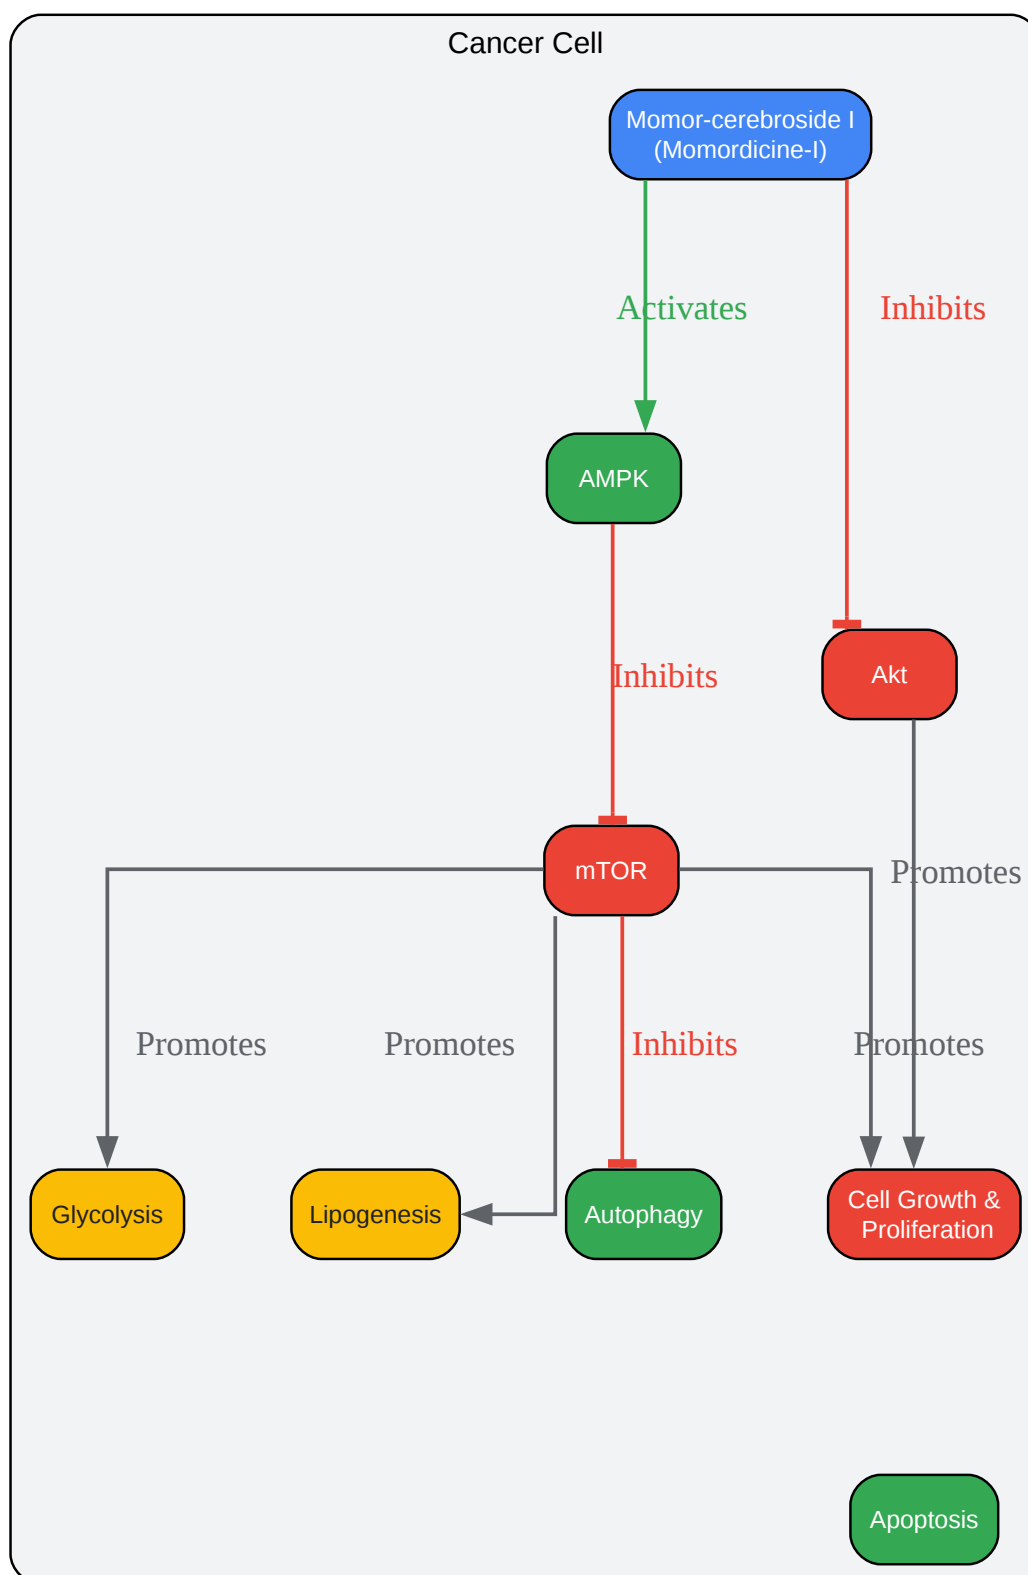 Cancer Cell
Momor-cerebroside I
(Momordicine-I)
Activates
Inhibits
AMPK
Inhibits
Akt
mTOR
Promotes
Promotes
Promotes
Inhibits
Promotes
Glycolysis
Lipogenesis
Autophagy
Cell Growth &
Proliferation
Apoptosis